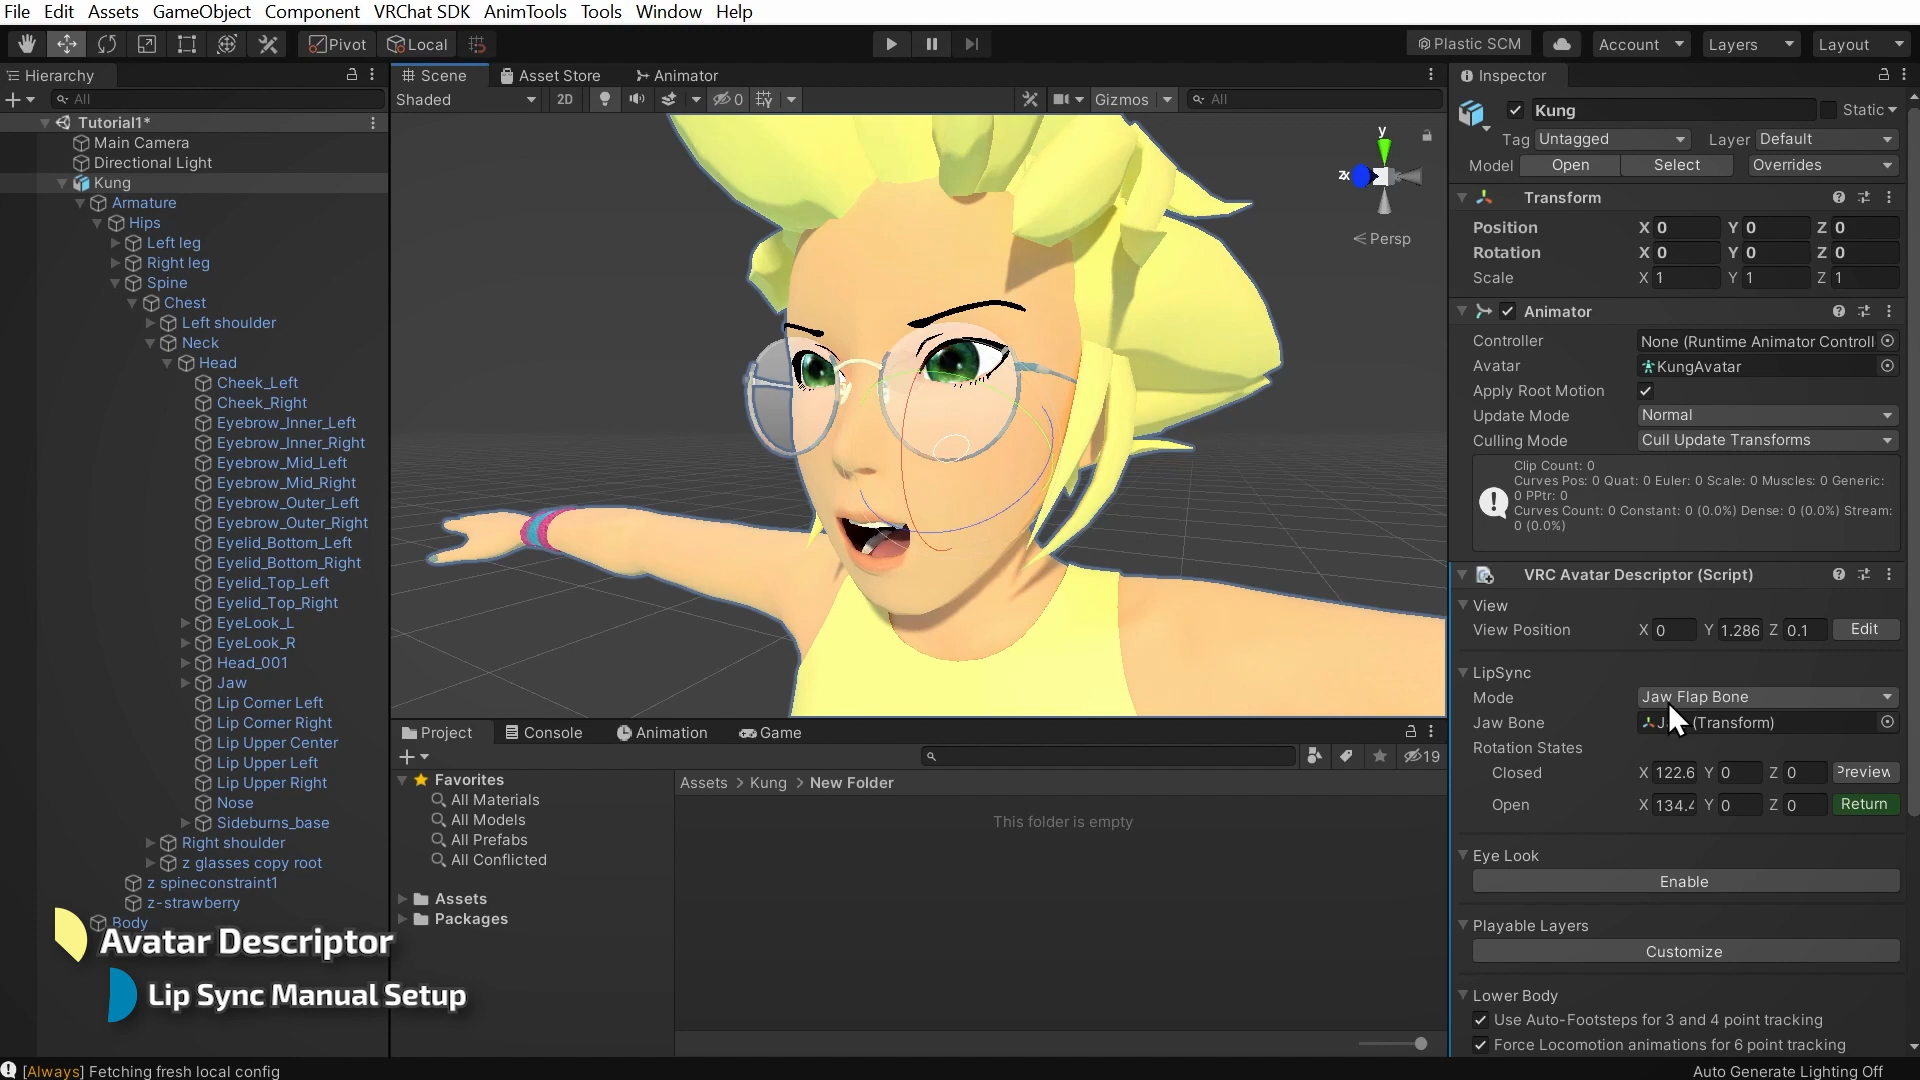 File Edit Assets GameObject Component VRChat SDK AnimTools Tools Window Help
Pivot Local Plastic SCM Account Layers Layout
Hierarchy
All
Tutorial1*
Main Camera
Directional Light
Kung
Armature
Hips
Left leg
Right leg
Spine
Chest
Left shoulder
Neck
Head
Cheek_Left
Cheek_Right
Eyebrow_Inner_Left
Eyebrow_Inner_Right
Eyebrow_Mid_Left
Eyebrow_Mid_Right
Eyebrow_Outer_Left
Eyebrow_Outer_Right
Eyelid_Bottom_Left
Eyelid_Bottom_Right
Eyelid_Top_Left
Eyelid_Top_Right
EyeLook_L
EyeLook_R
Head_001
Jaw
Lip Corner Left
Lip Corner Right
Lip Upper Center
Lip Upper Left
Lip Upper Right
Nose
Sideburns_base
Right shoulder
z glasses copy root
z spineconstraint1
z-strawberry
Body
Avatar Descriptor
Lip Sync Manual Setup
Scene Asset Store Animator
Shaded 2D 0 Gizmos All
y
Persp
Project Console Animation Game
19
Favorites
All Materials
All Models
All Prefabs
All Conflicted
Assets
Packages
Assets > Kung > New Folder
This folder is empty
Inspector
Kung Static
Tag Untagged Layer Default
Model Open Select Overrides
Transform
Position X 0 Y 0 Z 0
Rotation X 0 Y 0 Z 0
Scale X 1 Y 1 Z 1
Animator
Controller None (Runtime Animator Controll
Avatar KungAvatar
Apply Root Motion
Update Mode Normal
Culling Mode Cull Update Transforms
Clip Count: 0
Curves Pos: 0 Quat: 0 Euler: 0 Scale: 0 Muscles: 0 Generic:
0 PPtr: 0
Curves Count: 0 Constant: 0 (0.0%) Dense: 0 (0.0%) Stream:
0 (0.0%)
VRC Avatar Descriptor (Script)
View
View Position X 0 Y 1.286 Z 0.1 Edit
LipSync
Mode Jaw Flap Bone
Jaw Bone (Transform)
Rotation States
Closed X 122.6 Y 0 Z 0 Preview
Open X 134.4 Y 0 Z 0 Return
Eye Look
Enable
Playable Layers
Customize
Lower Body
Use Auto-Footsteps for 3 and 4 point tracking
Force Locomotion animations for 6 point tracking
[Always] Fetching fresh local config
Auto Generate Lighting Off